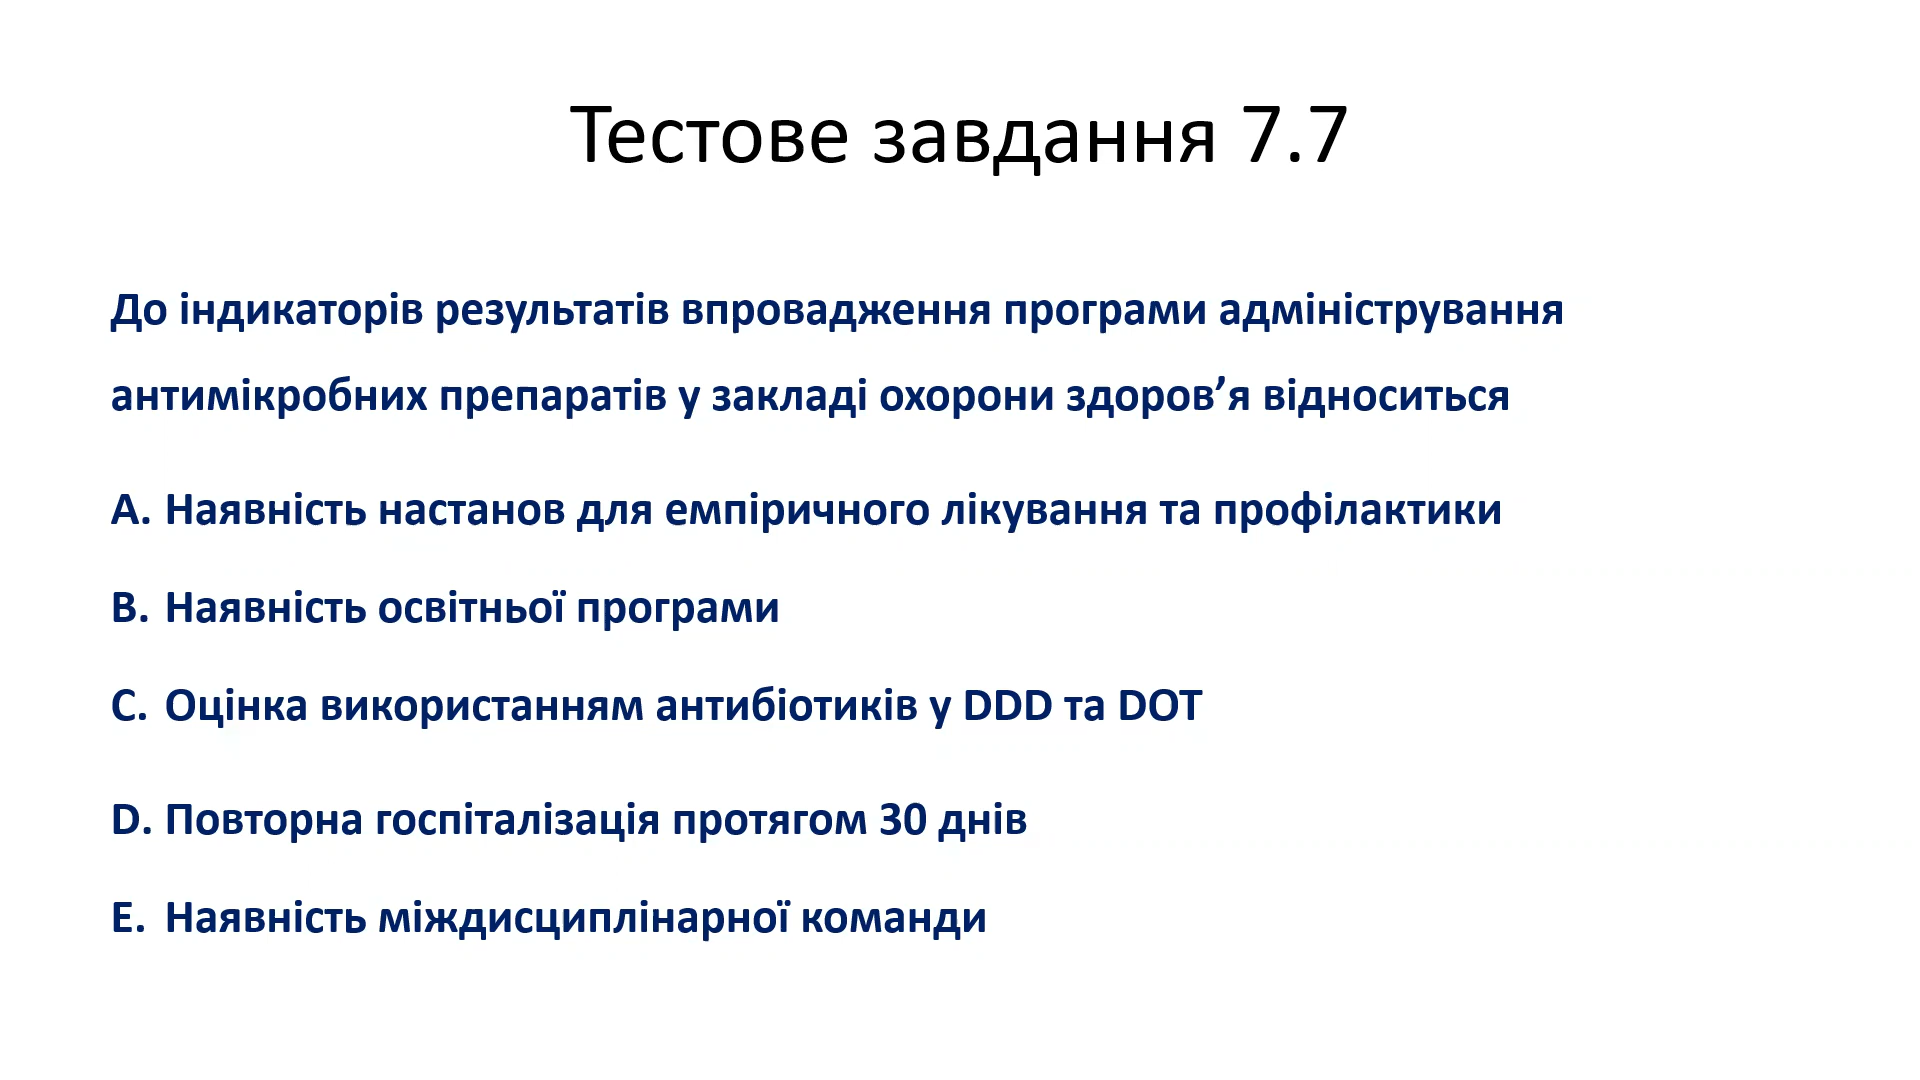 Тестове завдання 7.7
До індикаторів результатів впровадження програми адміністрування
антимікробних препаратів у закладі охорони здоров’я відноситься
A. Наявність настанов для емпіричного лікування та профілактики
B. Наявність освітньої програми
C. Оцінка використанням антибіотиків у DDD та DOT
D. Повторна госпіталізація протягом 30 днів
E. Наявність міждисциплінарної команди